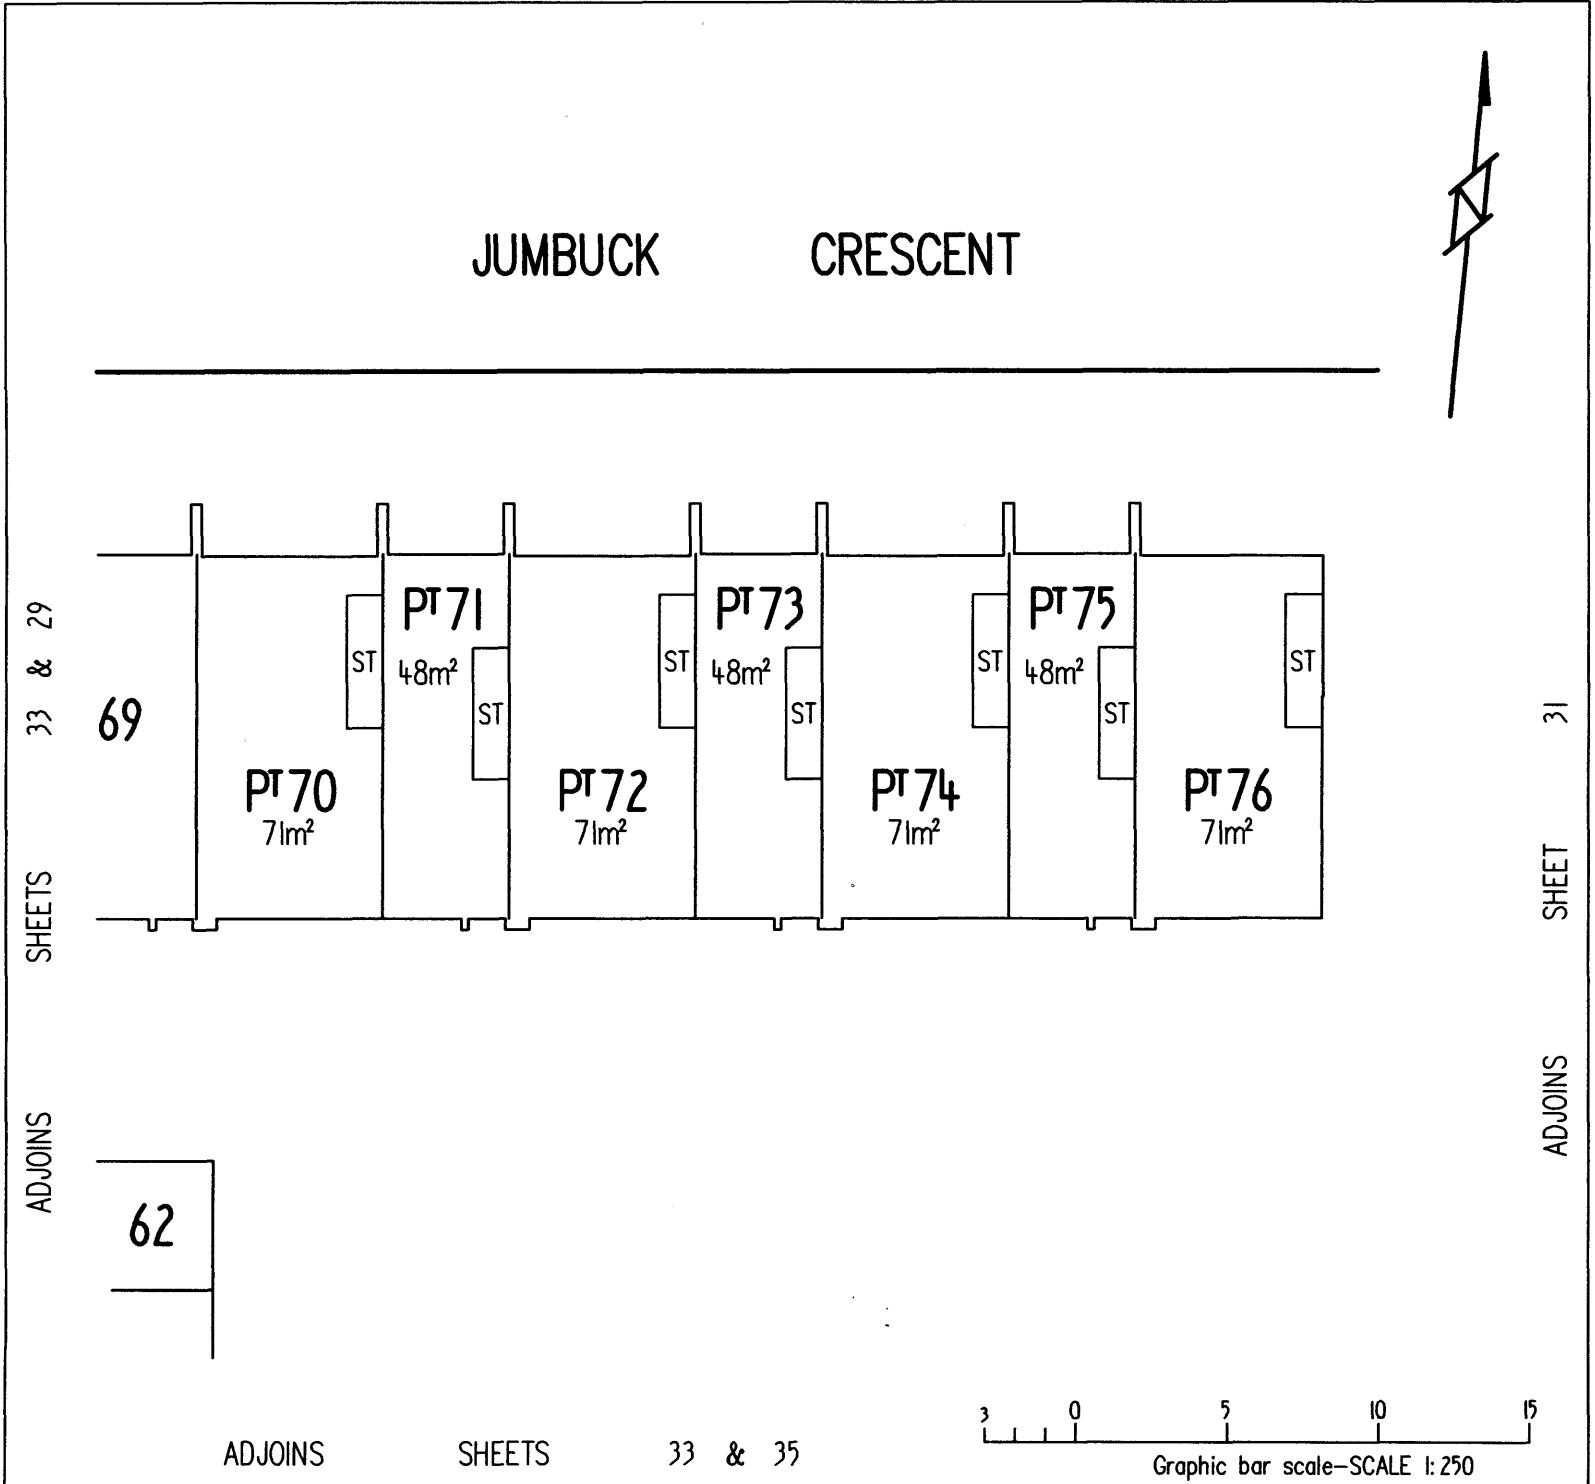 JUMBUCK CRESCENT
ADJOINS SHEETS 33 & 29
ADJOINS SHEET 31
69
PT 70
71m²
ST
PT 71
48m²
ST
PT 72
71m²
ST
PT 73
48m²
ST
PT 74
71m²
ST
PT 75
48m²
ST
PT 76
71m²
ST
62
ADJOINS SHEETS 33 & 35
3 0 5 10 15
Graphic bar scale-SCALE 1:250